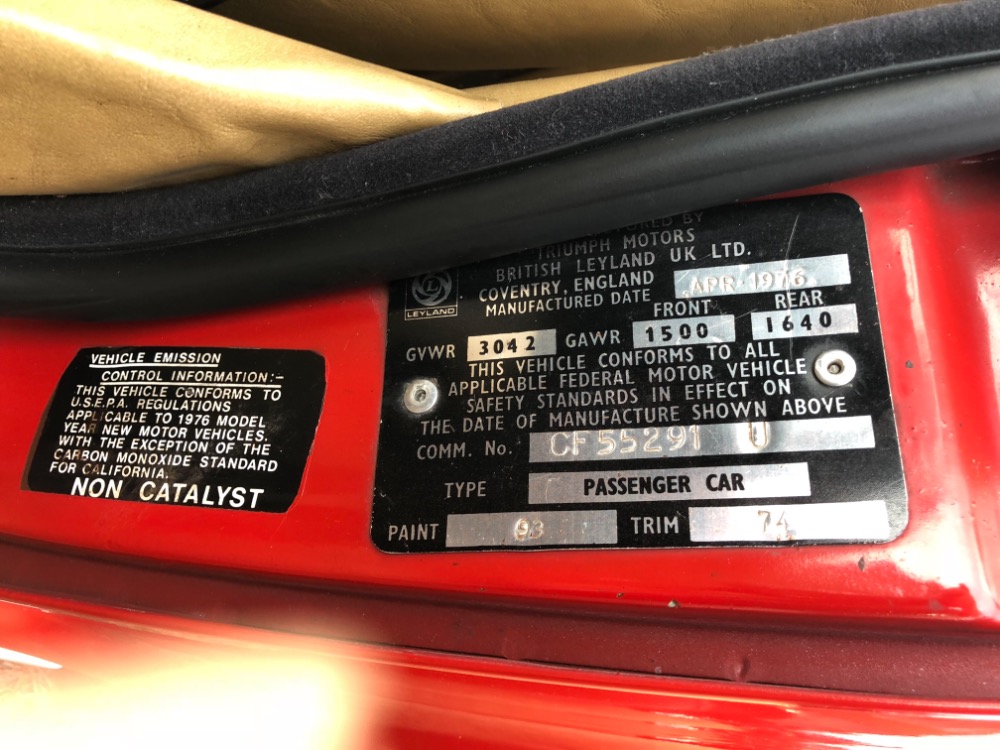 VEHICLE EMISSION
CONTROL INFORMATION:-
THIS VEHICLE CONFORMS TO
U.S.E.P.A. REGULATIONS
APPLICABLE TO 1976 MODEL
YEAR NEW MOTOR VEHICLES.
WITH THE EXCEPTION OF THE
CARBON MONOXIDE STANDARD
FOR CALIFORNIA.
NON CATALYST
BY
TRIUMPH MOTORS
BRITISH LEYLAND UK LTD.
COVENTRY, ENGLAND
MANUFACTURED DATE APR 1976
L
LEYLAND
FRONT REAR
GVWR 3042 GAWR 1500 1640
THIS VEHICLE CONFORMS TO ALL
APPLICABLE FEDERAL MOTOR VEHICLE
SAFETY STANDARDS IN EFFECT ON
THE DATE OF MANUFACTURE SHOWN ABOVE
COMM. No. CF55291 U
TYPE PASSENGER CAR
PAINT TRIM 74